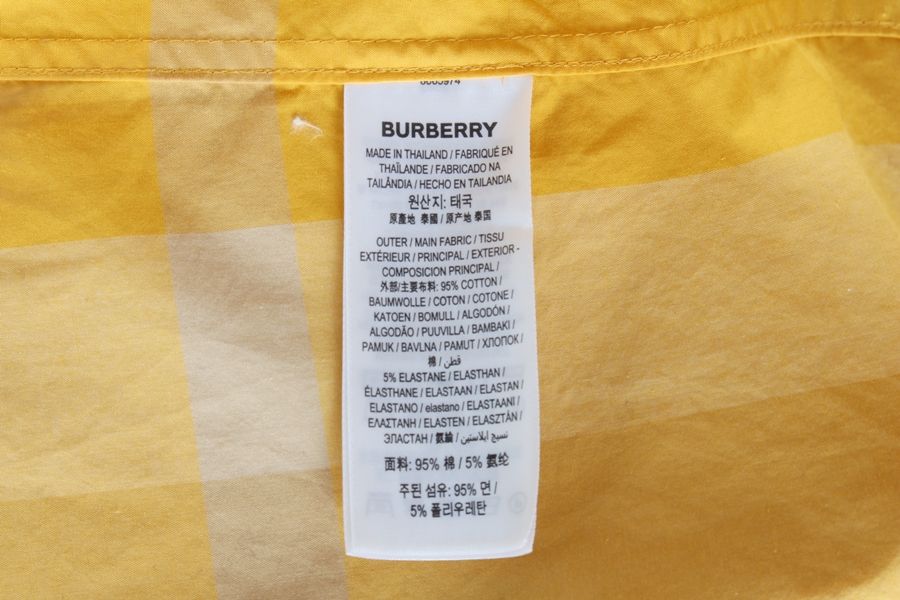 BURBERRY
MADE IN THAILAND / FABRIQUÉ EN
THAÏLANDE / FABRICADO NA
TAILÂNDIA / HECHO EN TAILANDIA
원산지: 태국
原產地 泰國 / 原产地 泰国
OUTER / MAIN FABRIC / TISSU
EXTÉRIEUR / PRINCIPAL / EXTERIOR -
COMPOSICION PRINCIPAL /
外部/主要布料: 95% COTTON /
BAUMWOLLE / COTON / COTONE /
KATOEN / BOMULL / ALGODÓN /
ALGODÃO / PUUVILLA / BAMBAKI /
PAMUK / BAVLNA / PAMUT / ХЛОПОК /
棉 / قطن /
5% ELASTANE / ELASTHAN /
ÉLASTHANE / ELASTAAN / ELASTAN /
ELASTANO / elastano / ELASTAANI /
ΕΛΑΣΤΑΝΗ / ELASTEN / ELASZTÁN /
ЭЛАСТАН / 氨綸 / نسيج ايلاستين /
面料: 95% 棉 / 5% 氨纶
주된 섬유: 95% 면 /
5% 폴리우레탄